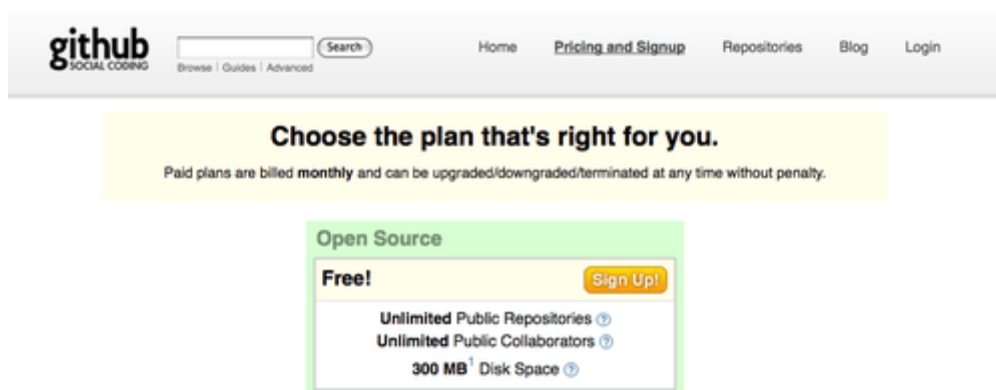 github
SOCIAL CODING
Search
Browse | Guides | Advanced
Home Pricing and Signup Repositories Blog Login
Choose the plan that's right for you.
Paid plans are billed monthly and can be upgraded/downgraded/terminated at any time without penalty.
Open Source
Free! Sign Up!
Unlimited Public Repositories ?
Unlimited Public Collaborators ?
300 MB¹ Disk Space ?